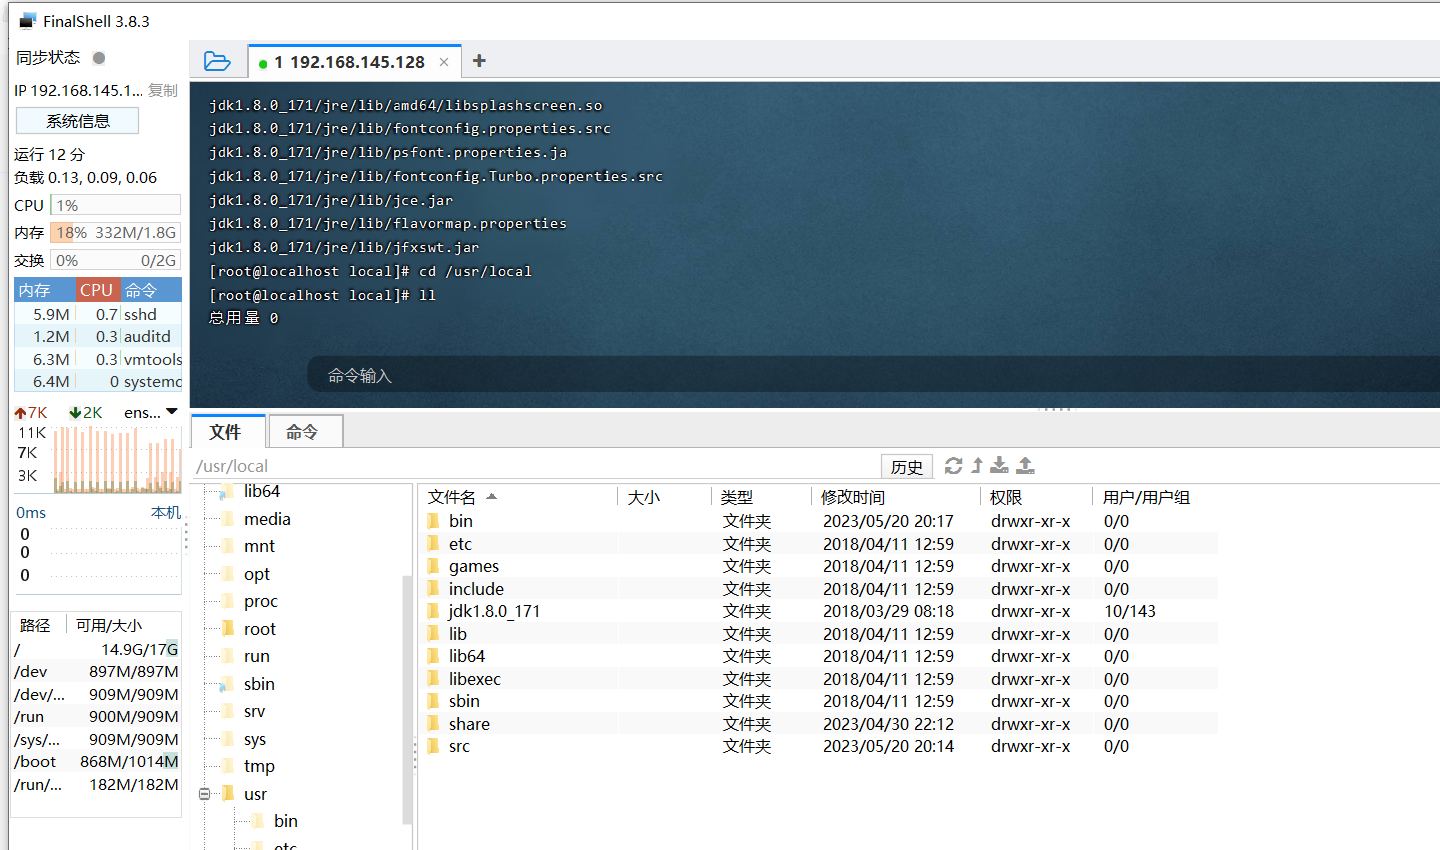 FinalShell 3.8.3
同步状态
IP 192.168.145.1... 复制
系统信息
运行 12 分
负载 0.13, 0.09, 0.06
CPU 1%
内存 18% 332M/1.8G
交换 0% 0/2G
内存 CPU 命令
5.9M 0.7 sshd
1.2M 0.3 auditd
6.3M 0.3 vmtools
6.4M 0 systemd
7K 2K ens...
11K
7K
3K
0ms 本机
0
0
0
路径 可用/大小
/ 14.9G/17G
/dev 897M/897M
/dev/... 909M/909M
/run 900M/909M
/sys/... 909M/909M
/boot 868M/1014M
/run/... 182M/182M
1 192.168.145.128 × +
jdk1.8.0_171/jre/lib/amd64/libsplashscreen.so
jdk1.8.0_171/jre/lib/fontconfig.properties.src
jdk1.8.0_171/jre/lib/psfont.properties.ja
jdk1.8.0_171/jre/lib/fontconfig.Turbo.properties.src
jdk1.8.0_171/jre/lib/jce.jar
jdk1.8.0_171/jre/lib/flavormap.properties
jdk1.8.0_171/jre/lib/jfxswt.jar
[root@localhost local]# cd /usr/local
[root@localhost local]# ll
总用量 0
命令输入
文件 命令
/usr/local 历史
lib64
media
mnt
opt
proc
root
run
sbin
srv
sys
tmp
usr
bin
etc
文件名 大小 类型 修改时间 权限 用户/用户组
bin 文件夹 2023/05/20 20:17 drwxr-xr-x 0/0
etc 文件夹 2018/04/11 12:59 drwxr-xr-x 0/0
games 文件夹 2018/04/11 12:59 drwxr-xr-x 0/0
include 文件夹 2018/04/11 12:59 drwxr-xr-x 0/0
jdk1.8.0_171 文件夹 2018/03/29 08:18 drwxr-xr-x 10/143
lib 文件夹 2018/04/11 12:59 drwxr-xr-x 0/0
lib64 文件夹 2018/04/11 12:59 drwxr-xr-x 0/0
libexec 文件夹 2018/04/11 12:59 drwxr-xr-x 0/0
sbin 文件夹 2018/04/11 12:59 drwxr-xr-x 0/0
share 文件夹 2023/04/30 22:12 drwxr-xr-x 0/0
src 文件夹 2023/05/20 20:14 drwxr-xr-x 0/0